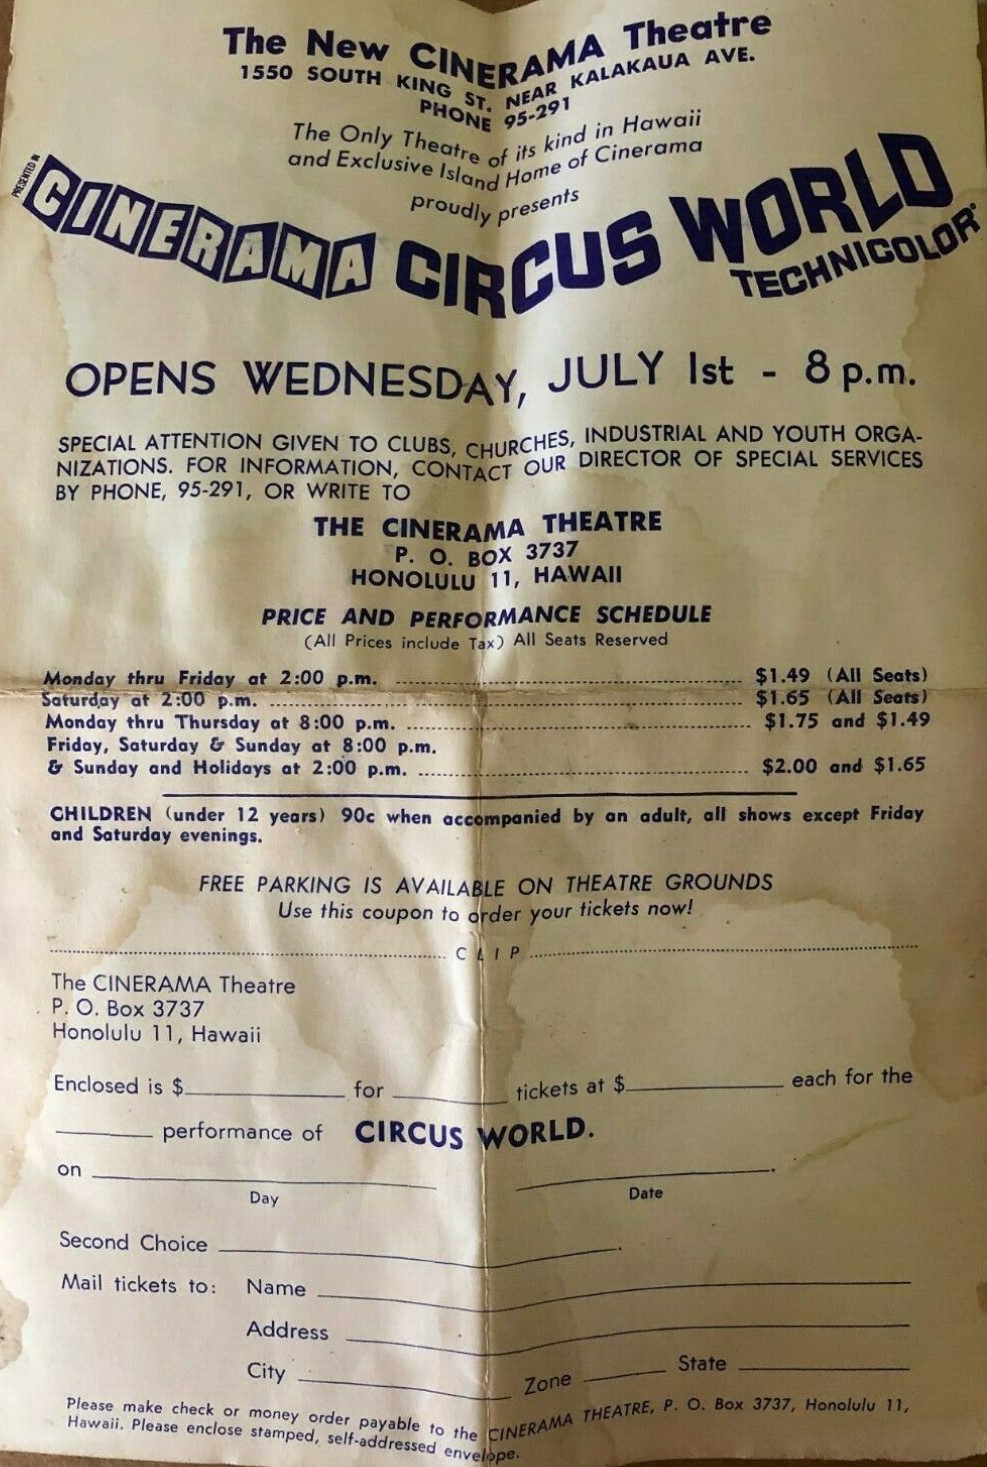 The New CINERAMA Theatre
1550 SOUTH KING ST. NEAR KALAKAUA AVE.
PHONE 95-291
The Only Theatre of its kind in Hawaii
and Exclusive Island Home of Cinerama
proudly presents
PRESENTED IN
CINERAMA CIRCUS WORLD
TECHNICOLOR®
OPENS WEDNESDAY, JULY 1st - 8 p.m.
SPECIAL ATTENTION GIVEN TO CLUBS, CHURCHES, INDUSTRIAL AND YOUTH ORGA-
NIZATIONS. FOR INFORMATION, CONTACT OUR DIRECTOR OF SPECIAL SERVICES
BY PHONE, 95-291, OR WRITE TO
THE CINERAMA THEATRE
P. O. BOX 3737
HONOLULU 11, HAWAII
PRICE AND PERFORMANCE SCHEDULE
(All Prices include Tax) All Seats Reserved
Monday thru Friday at 2:00 p.m. $1.49 (All Seats)
Saturday at 2:00 p.m. $1.65 (All Seats)
Monday thru Thursday at 8:00 p.m. $1.75 and $1.49
Friday, Saturday & Sunday at 8:00 p.m.
& Sunday and Holidays at 2:00 p.m. $2.00 and $1.65
CHILDREN (under 12 years) 90c when accompanied by an adult, all shows except Friday
and Saturday evenings.
FREE PARKING IS AVAILABLE ON THEATRE GROUNDS
Use this coupon to order your tickets now!
CLIP
The CINERAMA Theatre
P. O. Box 3737
Honolulu 11, Hawaii
Enclosed is $ for tickets at $ each for the
performance of CIRCUS WORLD.
on
Day Date
Second Choice
Mail tickets to: Name
Address
City Zone State
Please make check or money order payable to the CINERAMA THEATRE, P. O. Box 3737, Honolulu 11,
Hawaii. Please enclose stamped, self-addressed envelope.